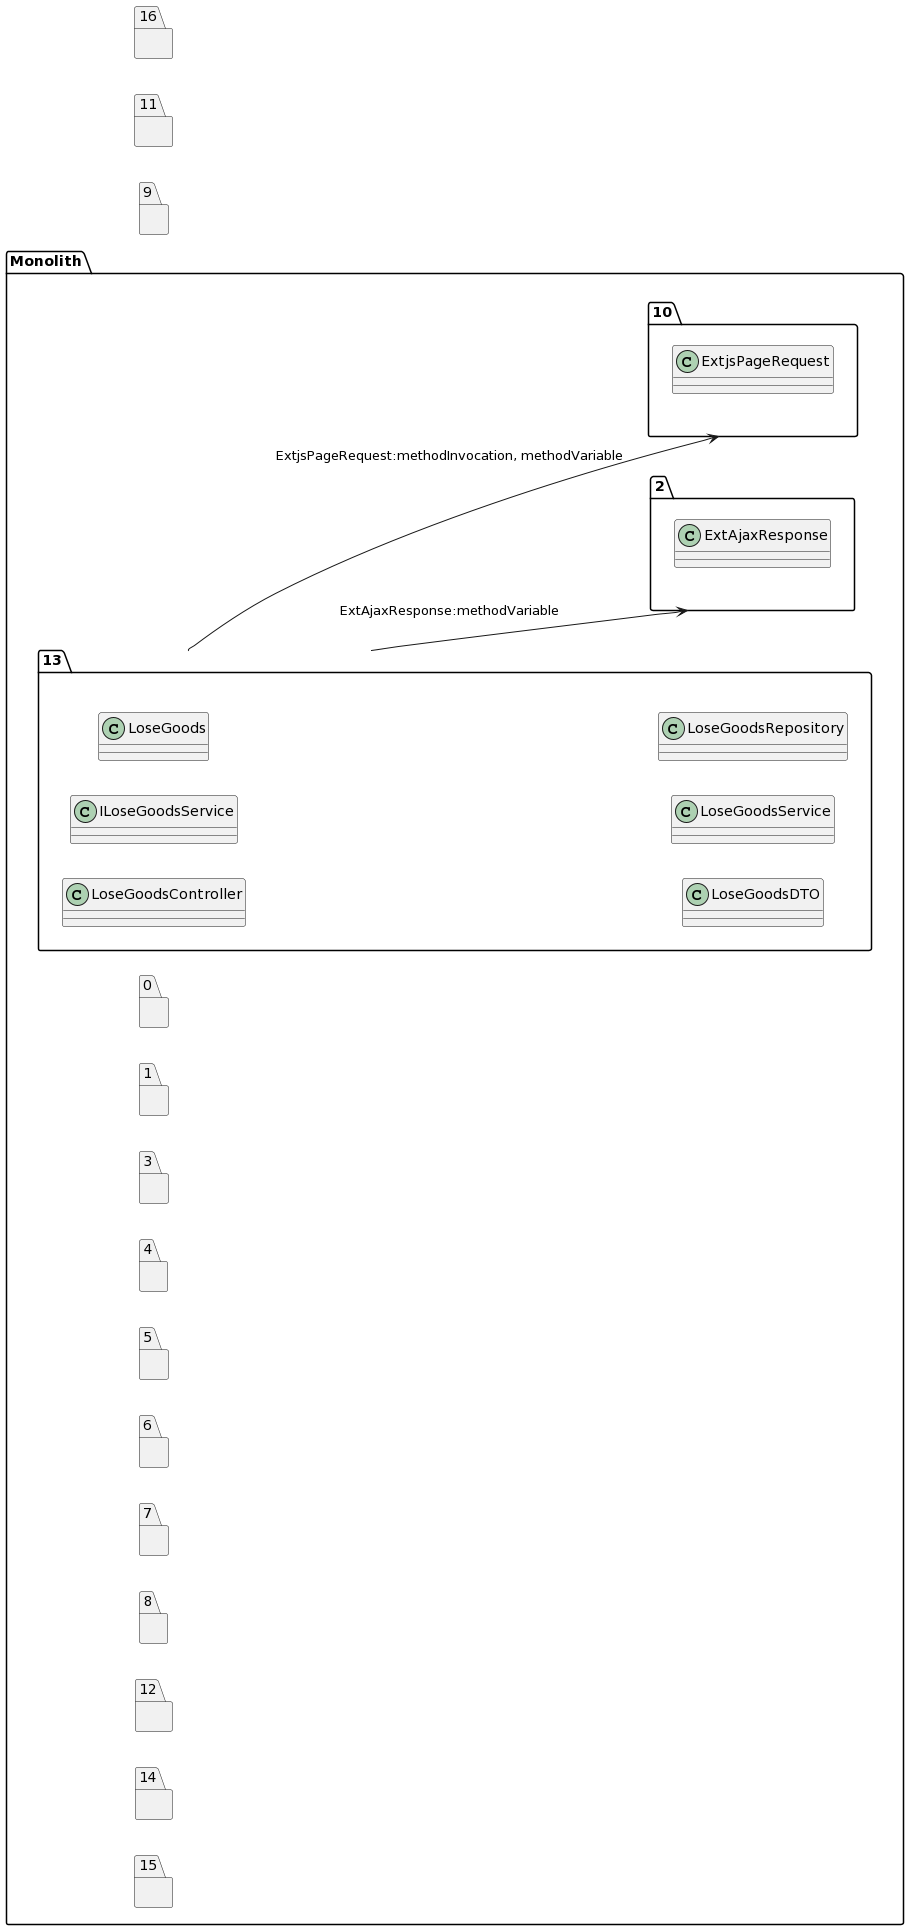 16
11
9
Monolith
10
C ExtjsPageRequest
ExtjsPageRequest:methodInvocation, methodVariable
2
C ExtAjaxResponse
ExtAjaxResponse:methodVariable
13
C LoseGoods
C LoseGoodsRepository
C ILoseGoodsService
C LoseGoodsService
C LoseGoodsController
C LoseGoodsDTO
0
1
3
4
5
6
7
8
12
14
15